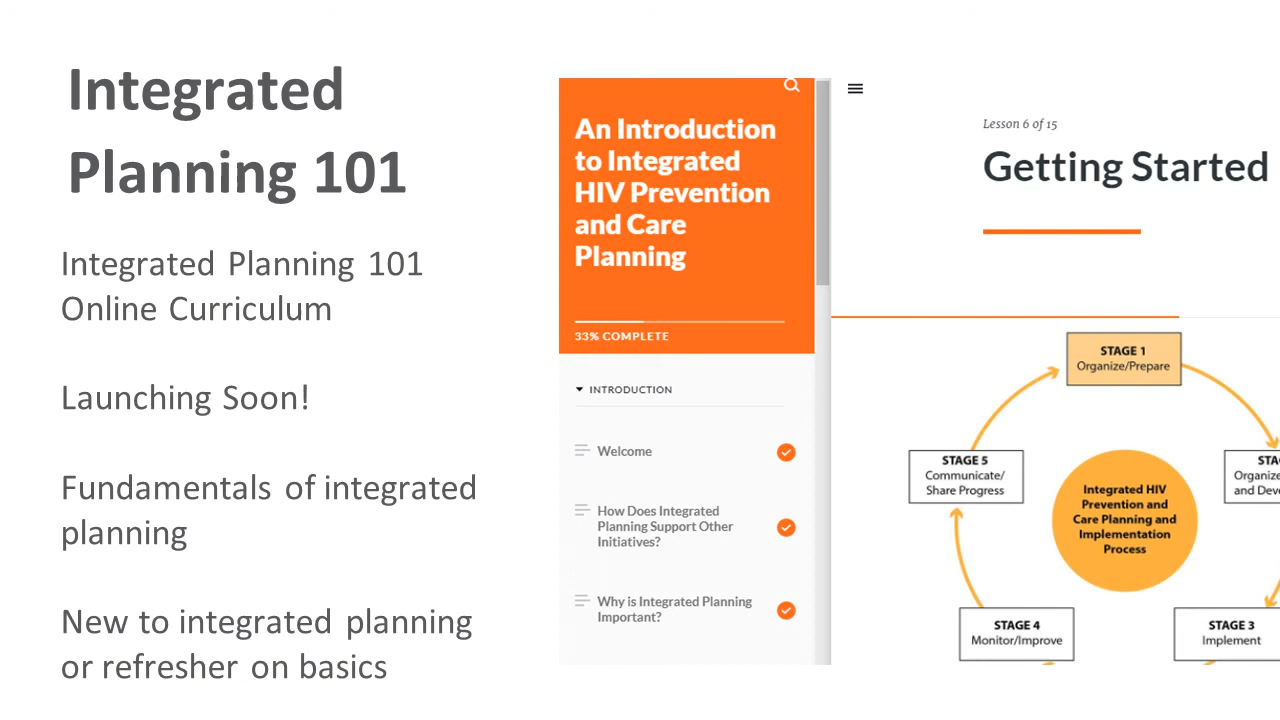 Integrated
Planning 101
Integrated Planning 101
Online Curriculum
Launching Soon!
Fundamentals of integrated
planning
New to integrated planning
or refresher on basics
An Introduction
to Integrated
HIV Prevention
and Care
Planning
33% COMPLETE
INTRODUCTION
Welcome
How Does Integrated
Planning Support Other
Initiatives?
Why is Integrated Planning
Important?
Lesson 6 of 15
Getting Started
STAGE 1
Organize/Prepare
STAGE 5
Communicate/
Share Progress
Integrated HIV
Prevention and
Care Planning and
Implementation
Process
STAGE 4
Monitor/Improve
STAGE 3
Implement